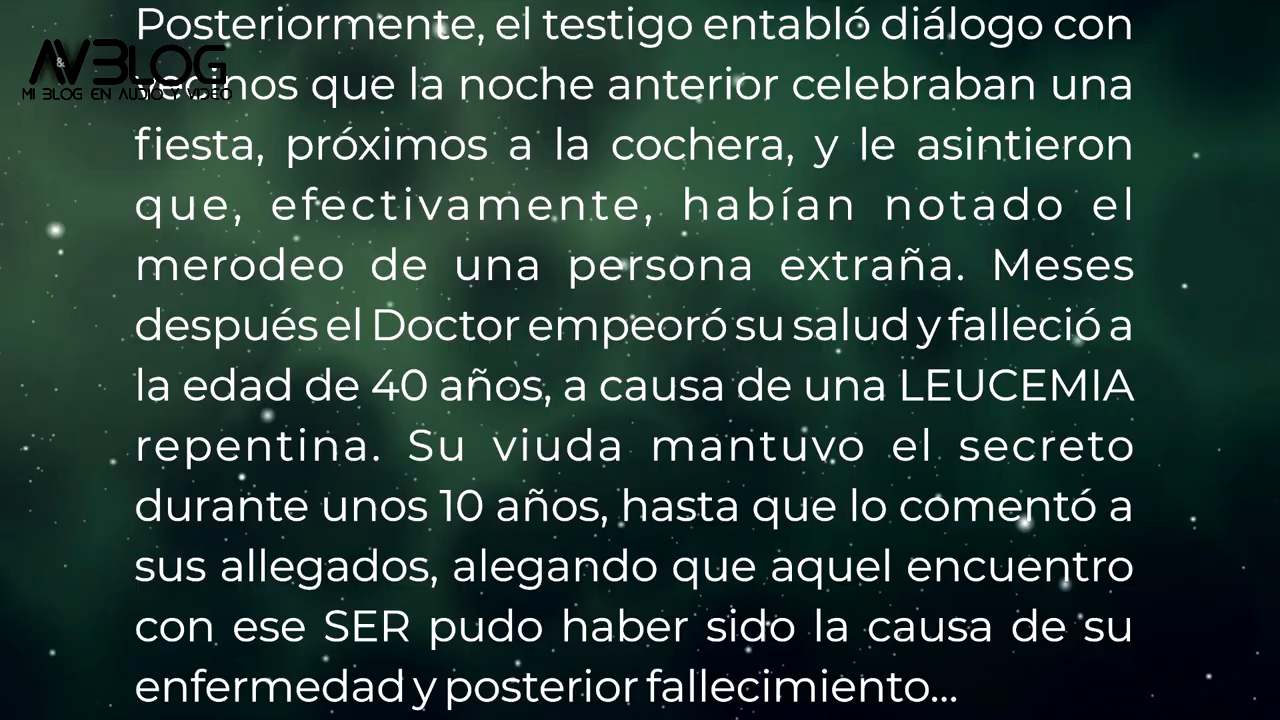 Posteriormente, el testigo entabló diálogo con
AV&BLOG
MI BLOG EN AUDIO Y VIDEO
que la noche anterior celebraban una
fiesta, próximos a la cochera, y le asintieron
que, efectivamente, habían notado el
merodeo de una persona extraña. Meses
después el Doctor empeoró su salud y falleció a
la edad de 40 años, a causa de una LEUCEMIA
repentina. Su viuda mantuvo el secreto
durante unos 10 años, hasta que lo comentó a
sus allegados, alegando que aquel encuentro
con ese SER pudo haber sido la causa de su
enfermedad y posterior fallecimiento...